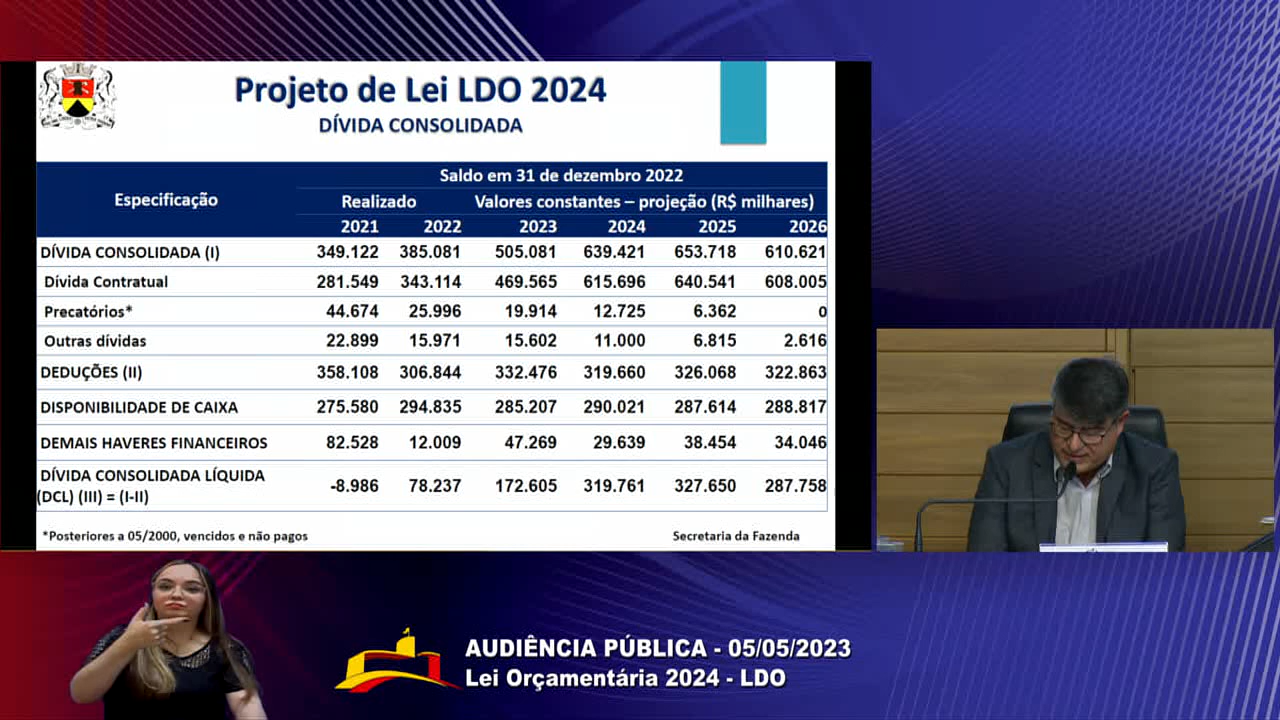 Projeto de Lei LDO 2024
DÍVIDA CONSOLIDADA
Especificação
Saldo em 31 de dezembro 2022
Realizado Valores constantes – projeção (R$ milhares)
2021 2022 2023 2024 2025 2026
DÍVIDA CONSOLIDADA (I) 349.122 385.081 505.081 639.421 653.718 610.621
Dívida Contratual 281.549 343.114 469.565 615.696 640.541 608.005
Precatórios* 44.674 25.996 19.914 12.725 6.362 0
Outras dívidas 22.899 15.971 15.602 11.000 6.815 2.616
DEDUÇÕES (II) 358.108 306.844 332.476 319.660 326.068 322.863
DISPONIBILIDADE DE CAIXA 275.580 294.835 285.207 290.021 287.614 288.817
DEMAIS HAVERES FINANCEIROS 82.528 12.009 47.269 29.639 38.454 34.046
DÍVIDA CONSOLIDADA LÍQUIDA
(DCL) (III) = (I-II) -8.986 78.237 172.605 319.761 327.650 287.758
*Posteriores a 05/2000, vencidos e não pagos Secretaria da Fazenda
AUDIÊNCIA PÚBLICA - 05/05/2023
Lei Orçamentária 2024 - LDO